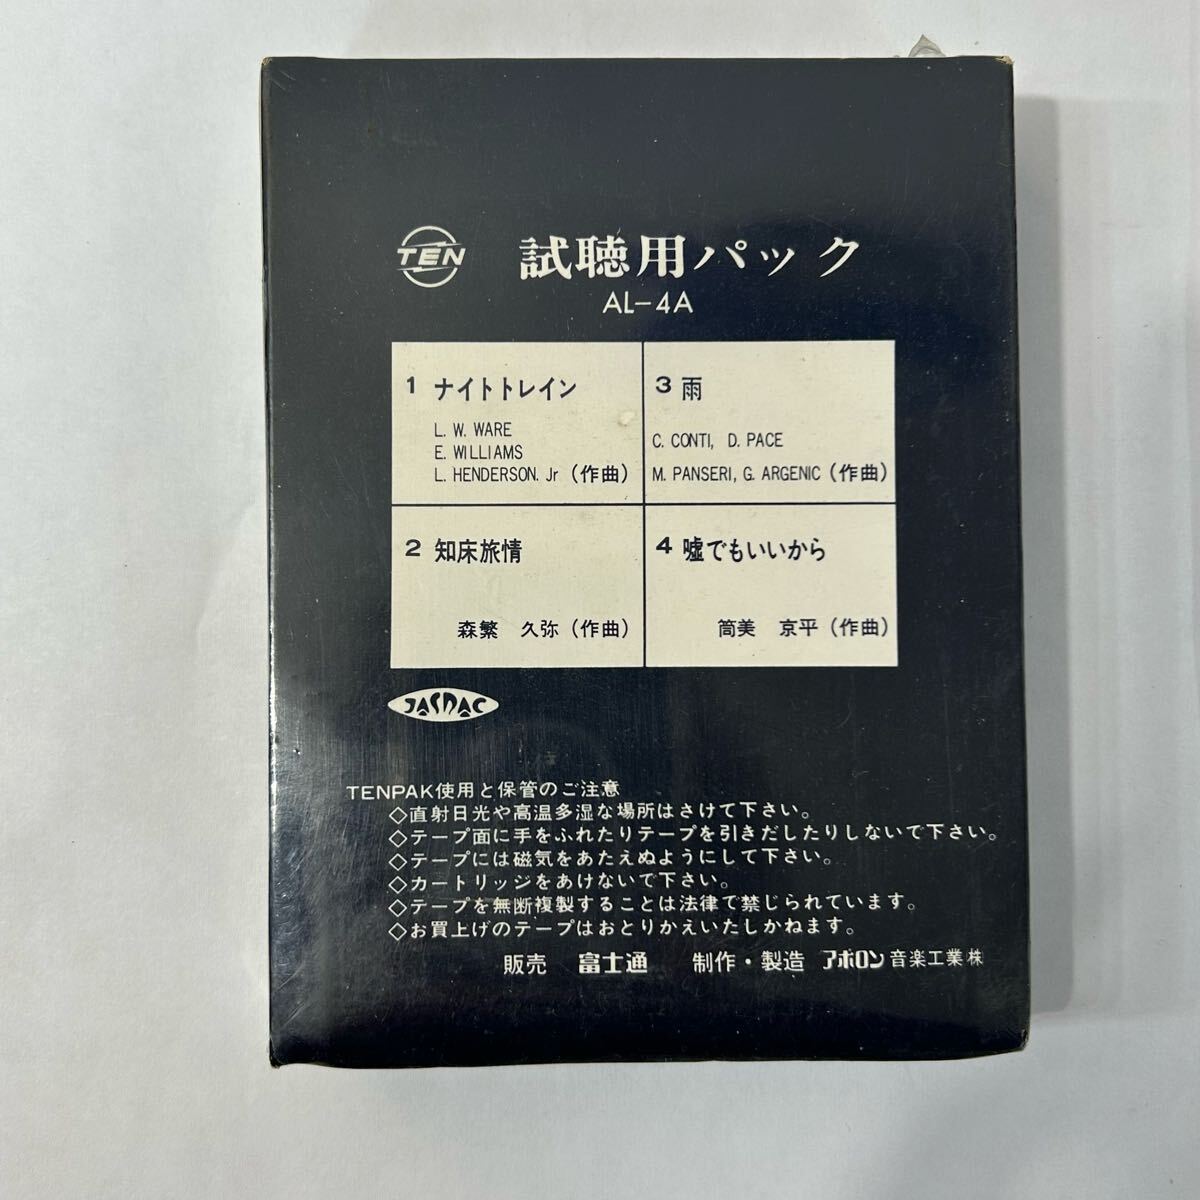 TEN 試聴用パック
AL-4A
1 ナイトトレイン
L. W. WARE
E. WILLIAMS
L. HENDERSON. Jr (作曲)
2 知床旅情
森繁 久弥 (作曲)
3 雨
C. CONTI, D. PACE
M. PANSERI, G. ARGENIC (作曲)
4 嘘でもいいから
筒美 京平 (作曲)
JASRAC
TENPAK使用と保管のご注意
◇直射日光や高温多湿な場所はさけて下さい。
◇テープ面に手をふれたりテープを引きだしたりしないで下さい。
◇テープには磁気をあたえぬようにして下さい。
◇カートリッジをあけないで下さい。
◇テープを無断複製することは法律で禁じられています。
◇お買上げのテープはおとりかえいたしかねます。
販売 富士通 制作・製造 アポロン音楽工業株